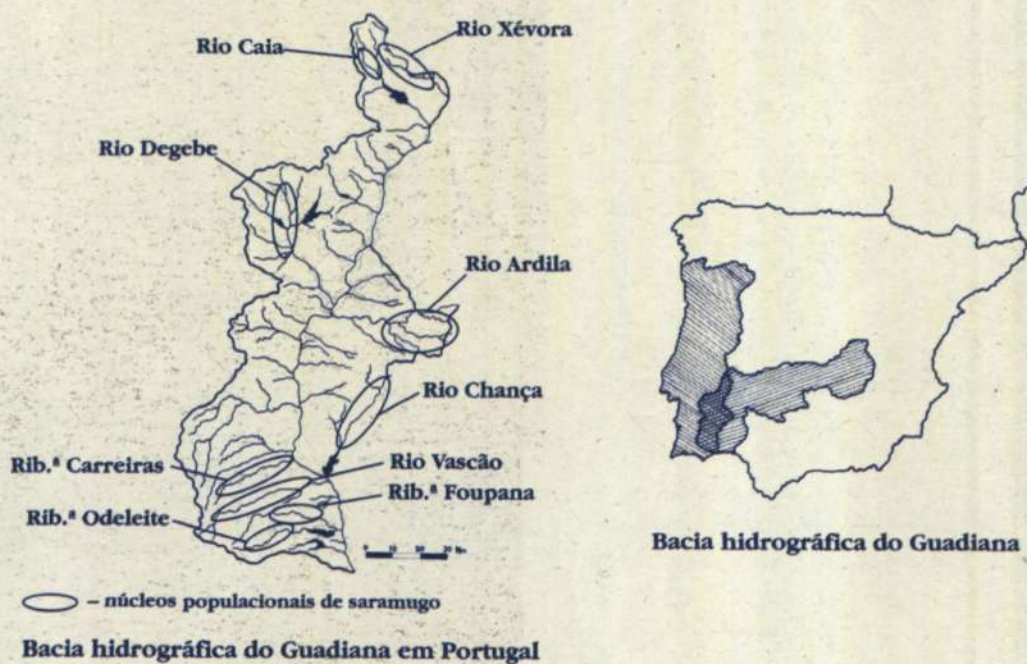 Rio Xévora
Rio Caia
Rio Degebe
Rio Ardila
Rio Chança
Rib.ª Carreiras
Rio Vascão
Rib.ª Foupana
Rib.ª Odeleite
– núcleos populacionais de saramugo
Bacia hidrográfica do Guadiana em Portugal
Bacia hidrográfica do Guadiana